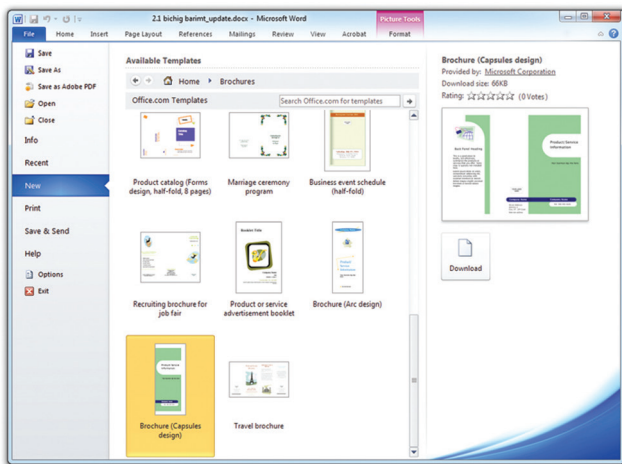 2.1 bichig barimt_update.docx - Microsoft Word
Picture Tools
File Home Insert Page Layout References Mailings Review View Acrobat Format
Save
Save As
Save as Adobe PDF
Open
Close
Info
Recent
New
Print
Save & Send
Help
Options
Exit
Available Templates
Home Brochures
Office.com Templates
Search Office.com for templates
Product catalog (Forms
design, half-fold, 8 pages)
Marriage ceremony
program
Business event schedule
(half-fold)
Recruiting brochure for
job fair
Product or service
advertisement booklet
Brochure (Arc design)
Brochure (Capsules
design)
Travel brochure
Brochure (Capsules design)
Provided by: Microsoft Corporation
Download size: 66KB
Rating: (0 Votes)
Back Panel Heading
Product/Service
Information
Download